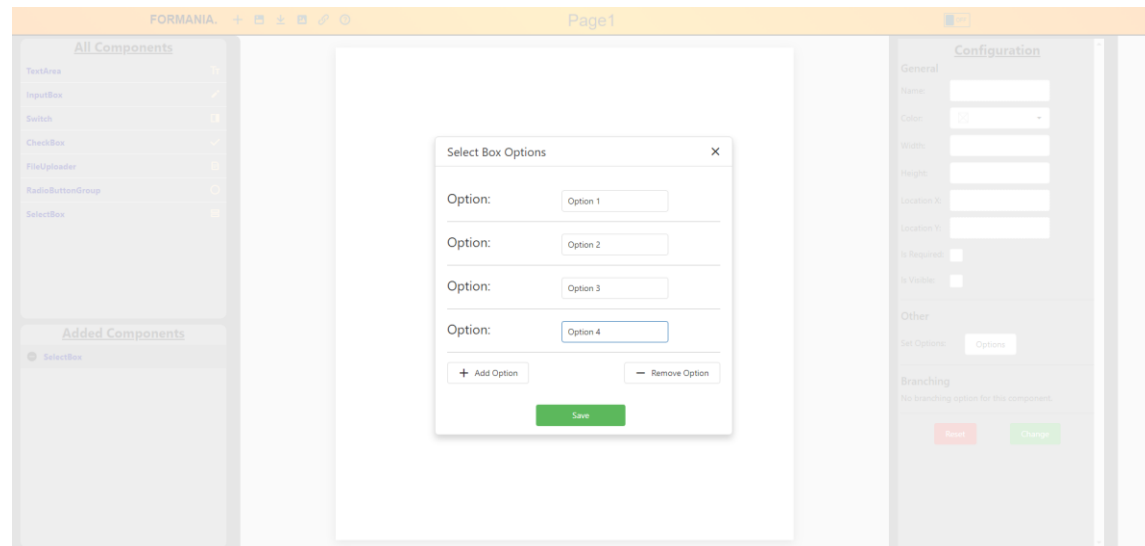 FORMANIA.
Page1
All Components
TextArea
InputBox
Switch
CheckBox
FileUploader
RadioButtonGroup
SelectBox
Added Components
SelectBox
Select Box Options
Option: Option 1
Option: Option 2
Option: Option 3
Option: Option 4
Add Option
Remove Option
Save
Configuration
General
Name:
Color:
Width:
Height:
Location X:
Location Y:
Is Required:
Is Visible:
Other
Set Options: Options
Branching
No branching option for this component.
Reset Change